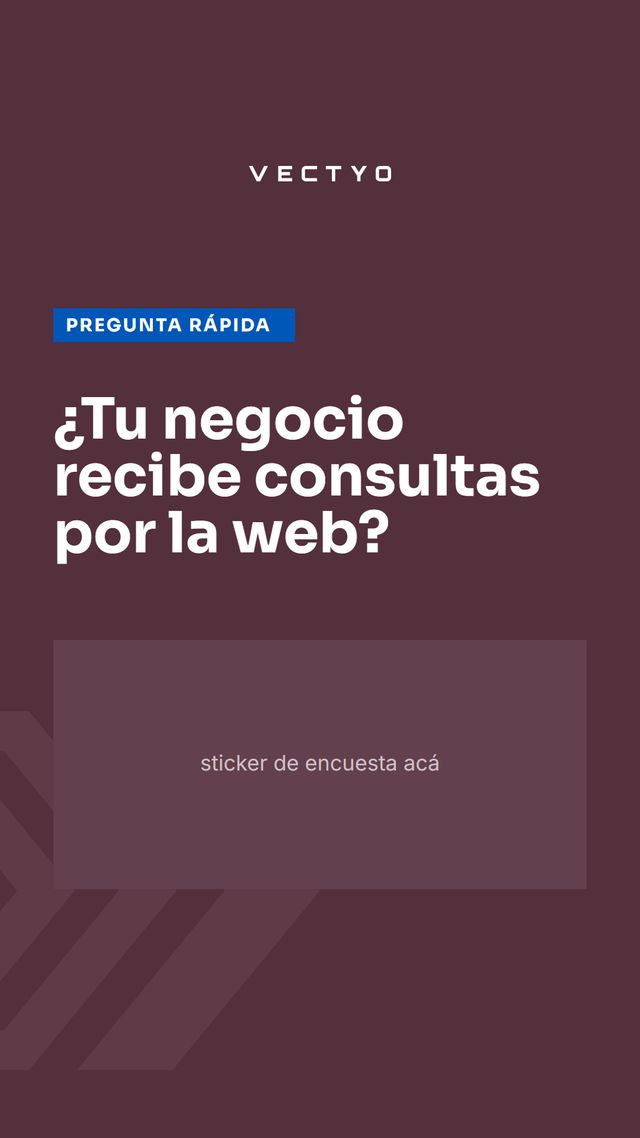 VECTYO
PREGUNTA RÁPIDA
¿Tu negocio
recibe consultas
por la web?
sticker de encuesta acá